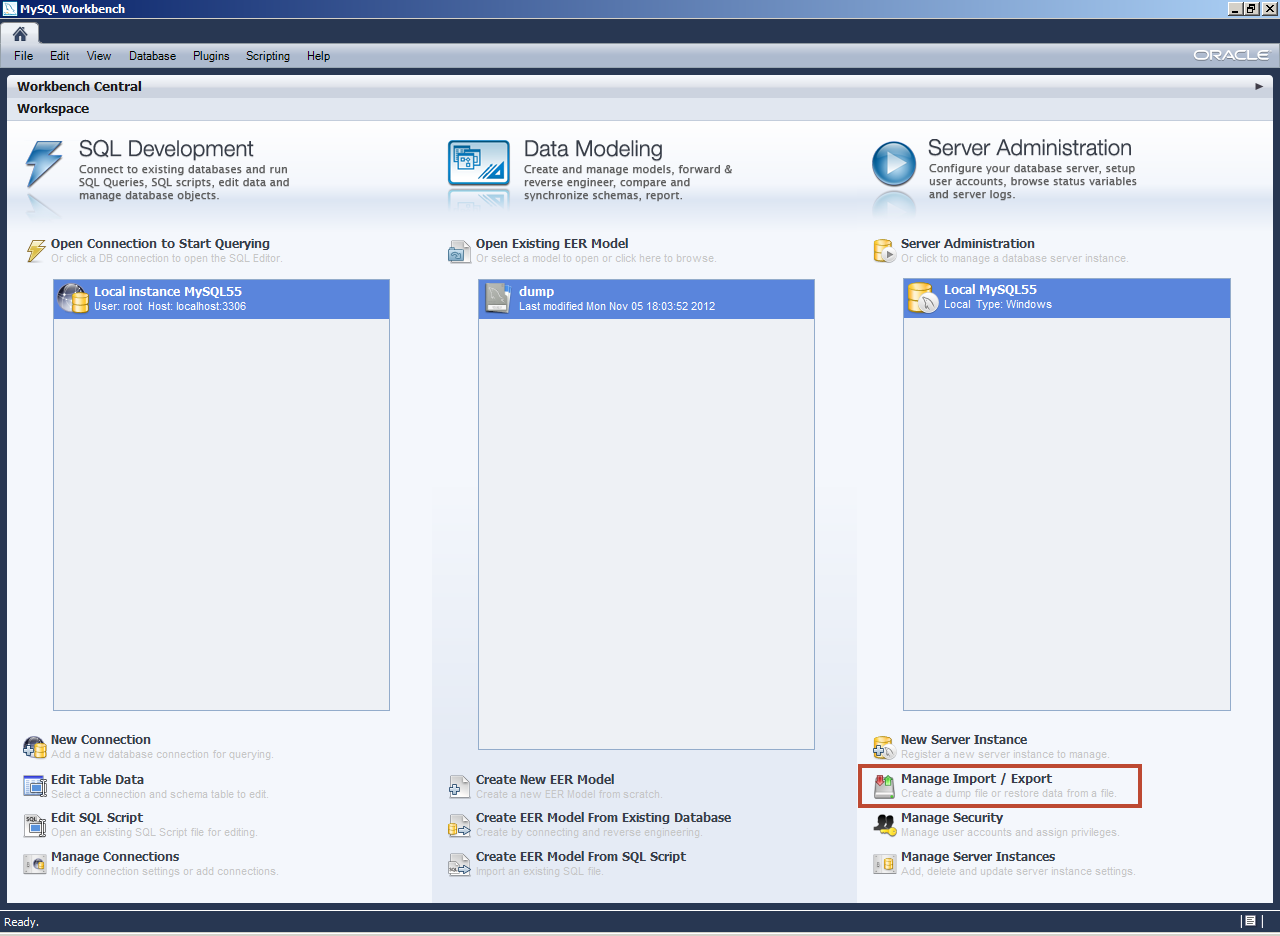 MySQL Workbench
File Edit View Database Plugins Scripting Help
ORACLE
Workbench Central
Workspace
SQL Development
Connect to existing databases and run
SQL Queries, SQL scripts, edit data and
manage database objects.
Open Connection to Start Querying
Or click a DB connection to open the SQL Editor.
Local instance MySQL55
User: root Host: localhost:3306
New Connection
Add a new database connection for querying.
Edit Table Data
Select a connection and schema table to edit.
Edit SQL Script
Open an existing SQL Script file for editing.
Manage Connections
Modify connection settings or add connections.
Data Modeling
Create and manage models, forward &
reverse engineer, compare and
synchronize schemas, report.
Open Existing EER Model
Or select a model to open or click here to browse.
dump
Last modified Mon Nov 05 18:03:52 2012
Create New EER Model
Create a new EER Model from scratch.
Create EER Model From Existing Database
Create by connecting and reverse engineering.
Create EER Model From SQL Script
Import an existing SQL file.
Server Administration
Configure your database server, setup
user accounts, browse status variables
and server logs.
Server Administration
Or click to manage a database server instance.
Local MySQL55
Local Type: Windows
New Server Instance
Register a new server instance to manage.
Manage Import / Export
Create a dump file or restore data from a file.
Manage Security
Manage user accounts and assign privileges.
Manage Server Instances
Add, delete and update server instance settings.
Ready.